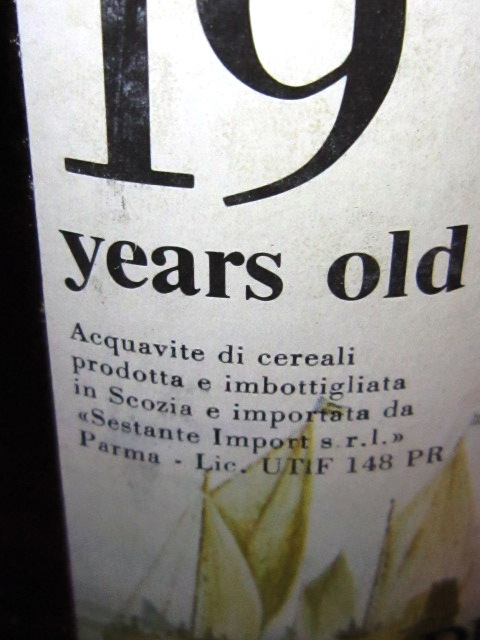 19
years old
Acquavite di cereali
prodotta e imbottigliata
in Scozia e importata da
«Sestante Import s.r.l.»
Parma - Lic. UTIF 148 PR